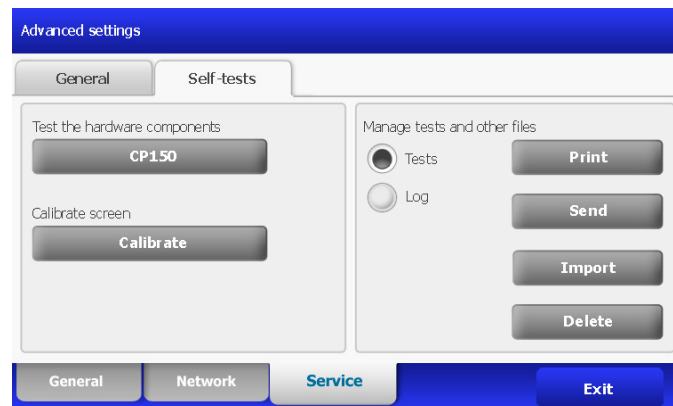 Advanced settings
General
Self-tests
Test the hardware components
CP150
Calibrate screen
Calibrate
Manage tests and other files
Tests
Log
Print
Send
Import
Delete
General
Network
Service
Exit